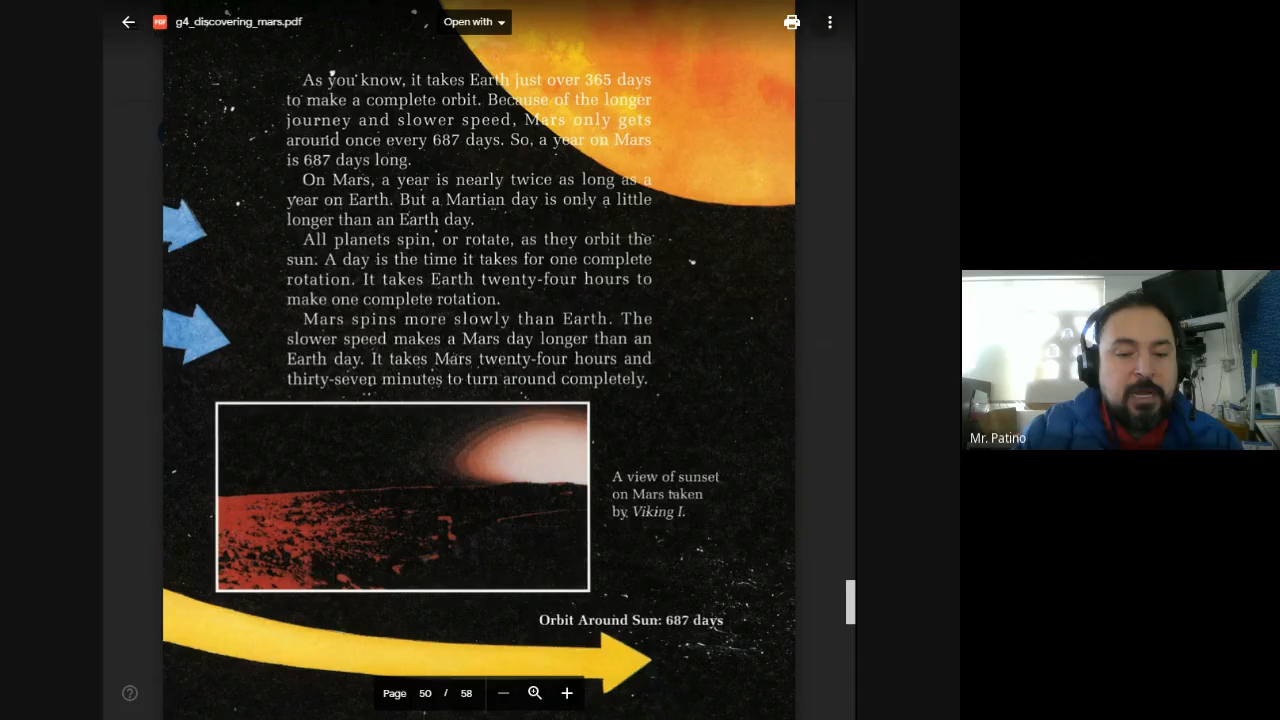 g4_discovering_mars.pdf
Open with
PDF
As you know, it takes Earth just over 365 days
to make a complete orbit. Because of the longer
journey and slower speed, Mars only gets
around once every 687 days. So, a year on Mars
is 687 days long.
On Mars, a year is nearly twice as long as a
year on Earth. But a Martian day is only a little
longer than an Earth day.
All planets spin, or rotate, as they orbit the
sun. A day is the time it takes for one complete
rotation. It takes Earth twenty-four hours to
make one complete rotation.
Mars spins more slowly than Earth. The
slower speed makes a Mars day longer than an
Earth day. It takes Mars twenty-four hours and
thirty-seven minutes to turn around completely.
A view of sunset
on Mars taken
by Viking I.
Orbit Around Sun: 687 days
Page 50 / 58
Mr. Patino